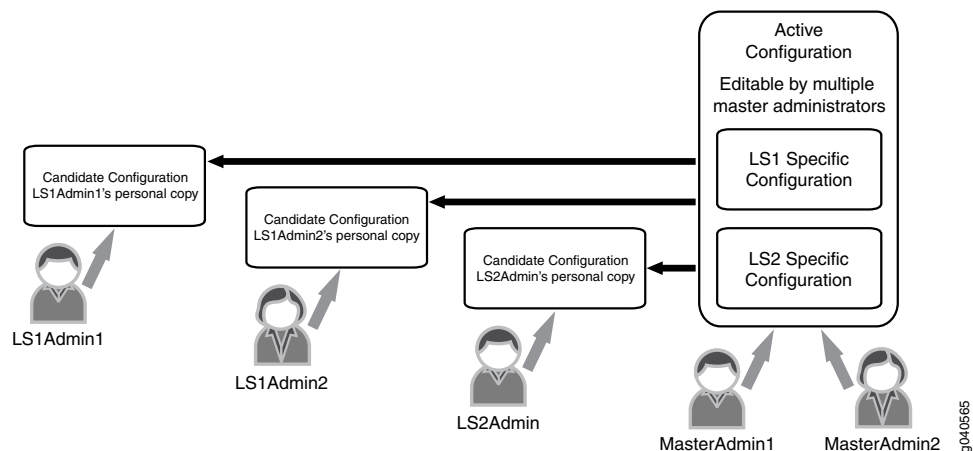 Active
Configuration
Editable by multiple
master administrators
LS1 Specific
Configuration
LS2 Specific
Configuration
Candidate Configuration
LS1Admin1's personal copy
Candidate Configuration
LS1Admin2's personal copy
Candidate Configuration
LS2Admin's personal copy
LS1Admin1
LS1Admin2
LS2Admin
MasterAdmin1
MasterAdmin2
g040565